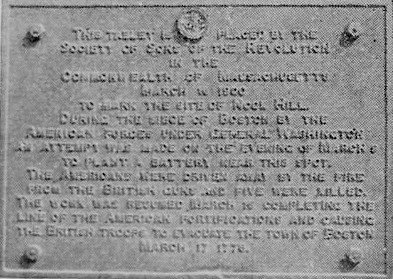 THIS TABLET IS PLACED BY THE
SOCIETY OF SONS OF THE REVOLUTION
IN THE
COMMONWEALTH OF MASSACHUSETTS
MARCH 1900
TO MARK THE SITE OF NOOK HILL.
DURING THE SIEGE OF BOSTON BY THE
AMERICAN FORCES UNDER GENERAL WASHINGTON
AN ATTEMPT WAS MADE ON THE EVENING OF MARCH 9
TO PLANT A BATTERY NEAR THIS SPOT.
THE AMERICANS WERE DRIVEN AWAY BY THE FIRE
FROM THE BRITISH GUNS AND FIVE WERE KILLED.
THE WORK WAS RESUMED MARCH 16 COMPLETING THE
LINE OF THE AMERICAN FORTIFICATIONS AND CAUSING
THE BRITISH TROOPS TO EVACUATE THE TOWN OF BOSTON
MARCH 17 1776.